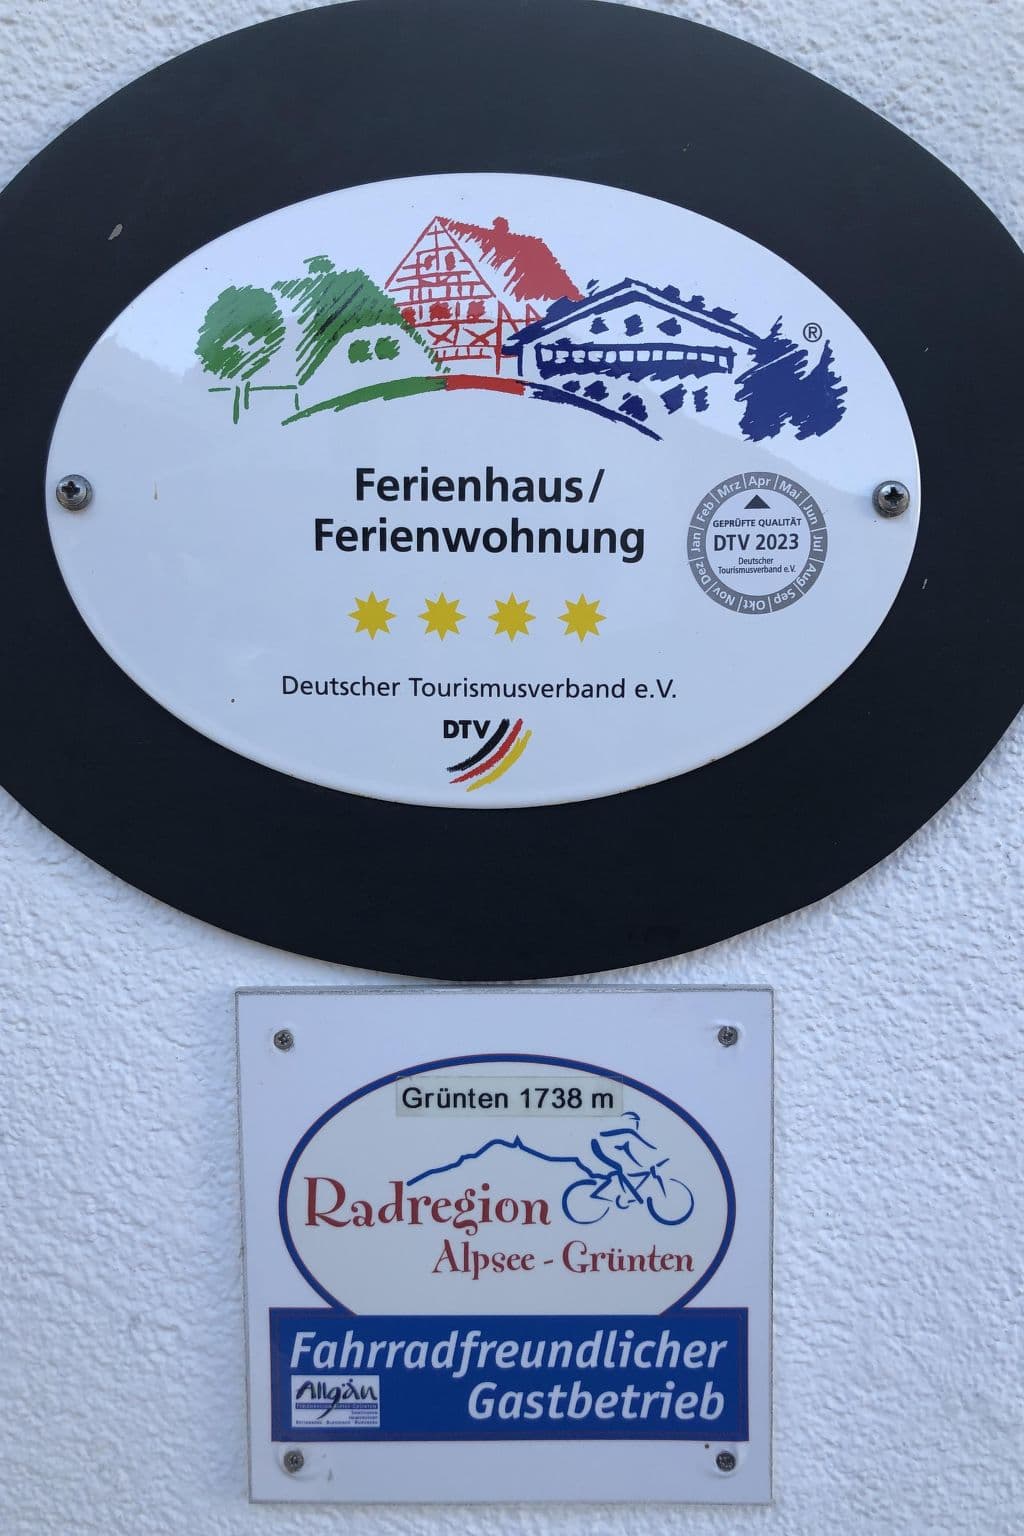 ®
Ferienhaus/
Ferienwohnung
Jan Feb Mrz Apr Mai Jun Jul Aug Sep Okt Nov Dez
GEPRÜFTE QUALITÄT
DTV 2023
Deutscher
Tourismusverband e.V.
Deutscher Tourismusverband e.V.
DTV
Grünten 1738 m
Radregion
Alpsee - Grünten
Fahrradfreundlicher
Gastbetrieb
Allgäu